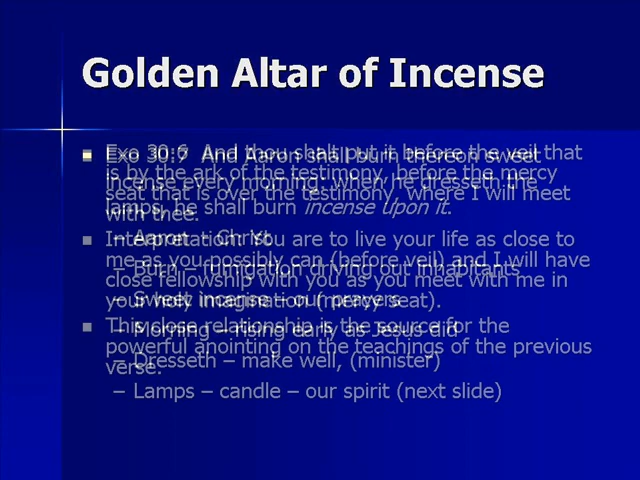 Golden Altar of Incense
Exo 30:6 And thou shalt put it before the veil that
is by the ark of the testimony, before the mercy
seat that is over the testimony, where I will meet
with thee.
Interpretation: You are to live your life as close to
me as you possibly can (before veil) and I will have
close fellowship with you as you meet with me in
your holy imagination (mercy seat).
This close relationship is the source for the
powerful anointing on the teachings of the previous
verse.
Exo 30:7 And Aaron shall burn thereon sweet
incense every morning: when he dresseth the
lamps, he shall burn incense upon it.
– Aaron – Christ
– Burn – fumigation driving out inhabitants
– Sweet incense – our prayers
– Morning – rising early as Jesus did
– Dresseth – make well, (minister)
– Lamps – candle – our spirit (next slide)